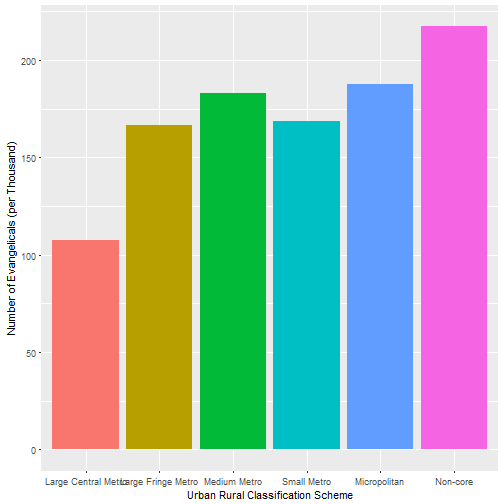 Number of Evangelicals (per Thousand)
200
150
100
50
0
Large Central Metro
Large Fringe Metro
Medium Metro
Small Metro
Micropolitan
Non-core
Urban Rural Classification Scheme